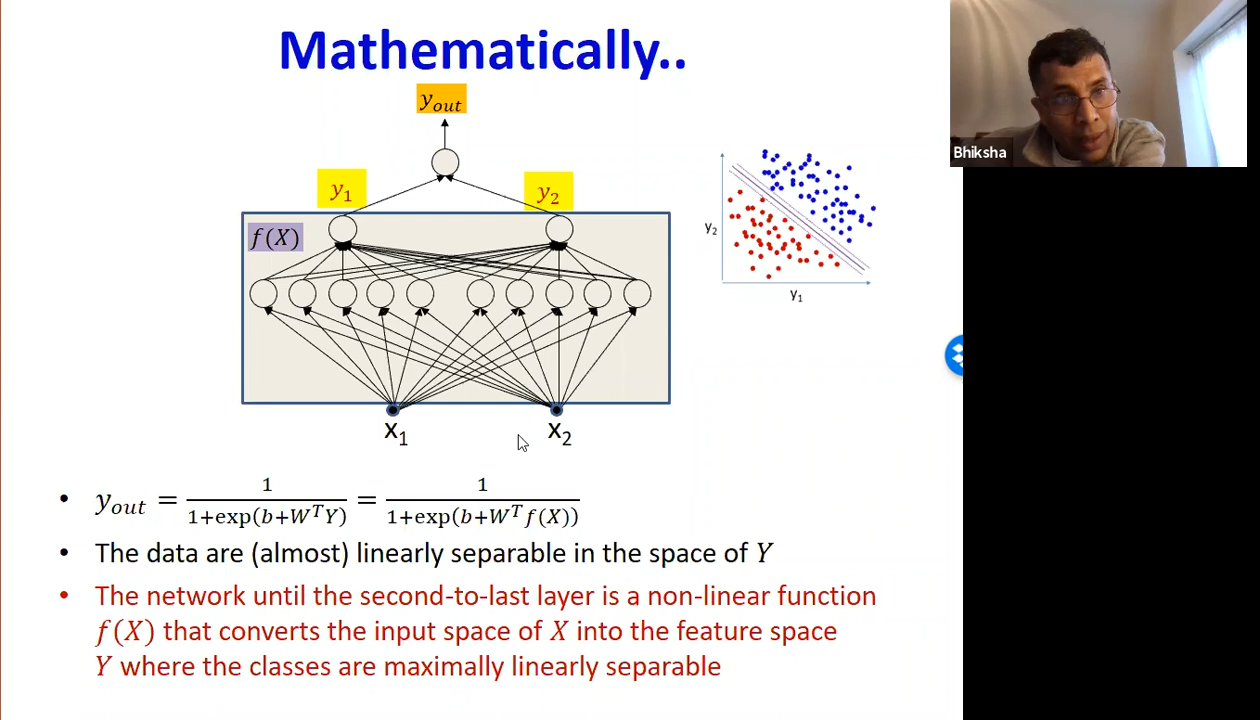 Mathematically..
y_out
Bhiksha
y_1
y_2
f(X)
y_2
y_1
x_1
x_2
• y_out = 1/(1+exp(b+W^T Y)) = 1/(1+exp(b+W^T f(X)))
• The data are (almost) linearly separable in the space of Y
• The network until the second-to-last layer is a non-linear function
f(X) that converts the input space of X into the feature space
Y where the classes are maximally linearly separable